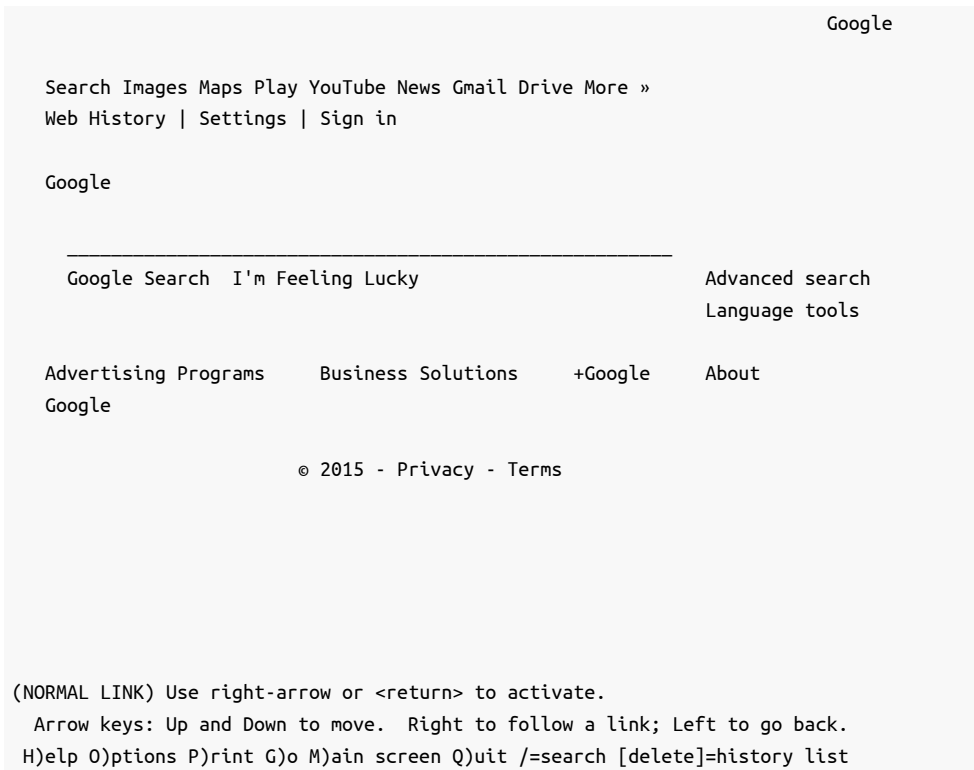 Google
Search Images Maps Play YouTube News Gmail Drive More »
Web History | Settings | Sign in
Google
_______________________________________________________
Google Search  I'm Feeling Lucky                          Advanced search
Language tools
Advertising Programs     Business Solutions     +Google     About
Google
© 2015 - Privacy - Terms
(NORMAL LINK) Use right-arrow or <return> to activate.
Arrow keys: Up and Down to move.  Right to follow a link; Left to go back.
H)elp O)ptions P)rint G)o M)ain screen Q)uit /=search [delete]=history list